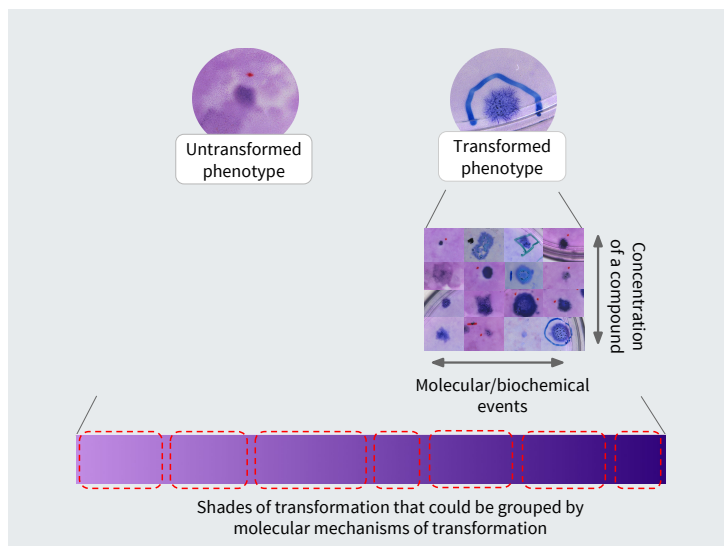 Untransformed
phenotype
Transformed
phenotype
Concentration
of a compound
Molecular/biochemical
events
Shades of transformation that could be grouped by
molecular mechanisms of transformation